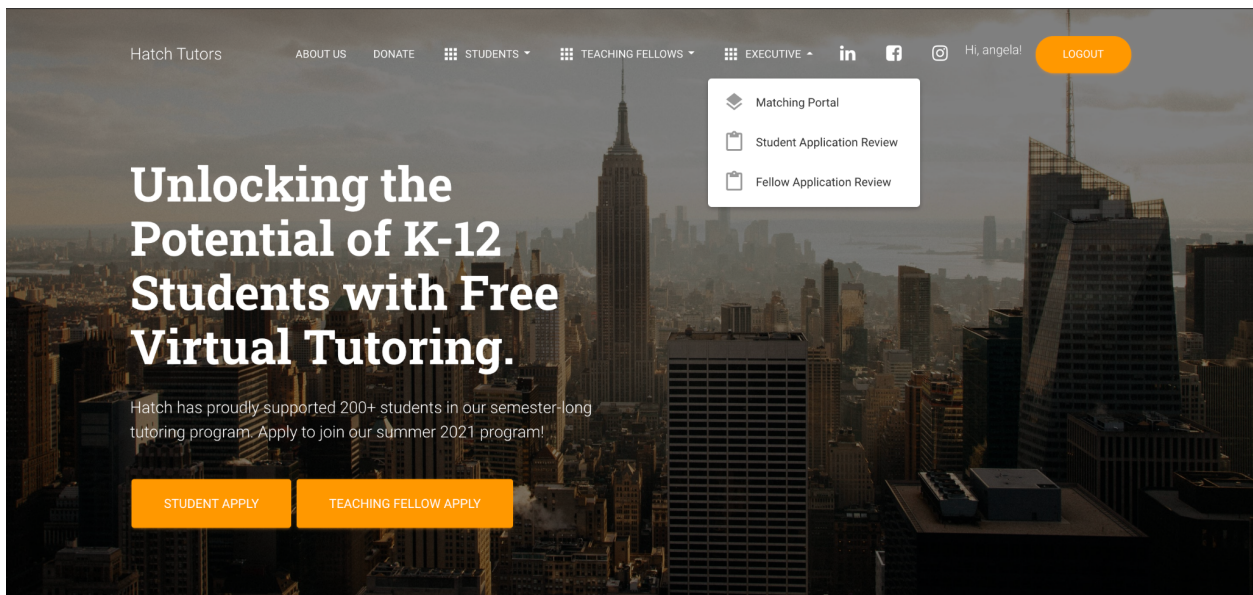 Hatch Tutors
ABOUT US
DONATE
STUDENTS
TEACHING FELLOWS
EXECUTIVE
Hi, angela!
LOGOUT
Matching Portal
Student Application Review
Fellow Application Review
Unlocking the
Potential of K-12
Students with Free
Virtual Tutoring.
Hatch has proudly supported 200+ students in our semester-long
tutoring program. Apply to join our summer 2021 program!
STUDENT APPLY
TEACHING FELLOW APPLY